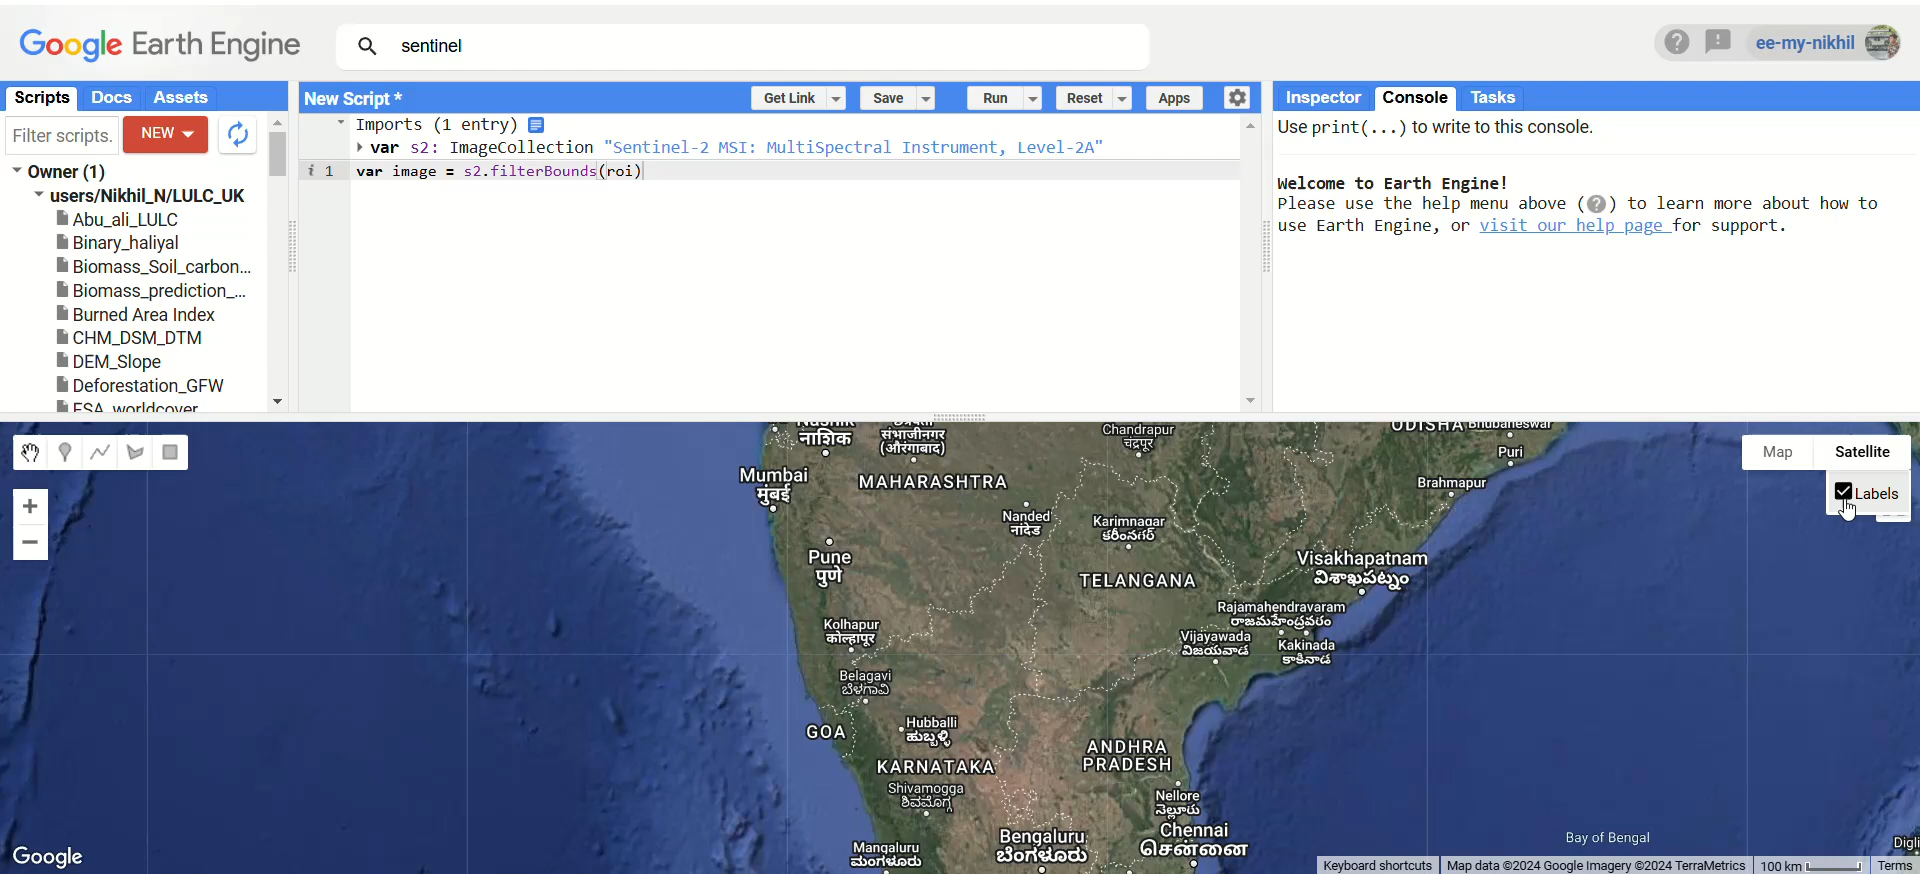 Google Earth Engine
sentinel
ee-my-nikhil
Scripts Docs Assets
Filter scripts.
NEW
Owner (1)
users/Nikhil_N/LULC_UK
Abu_ali_LULC
Binary_haliyal
Biomass_Soil_carbon...
Biomass_prediction_...
Burned Area Index
CHM_DSM_DTM
DEM_Slope
Deforestation_GFW
ESA_worldcover
New Script *
Get Link Save Run Reset Apps
Imports (1 entry)
var s2: ImageCollection "Sentinel-2 MSI: MultiSpectral Instrument, Level-2A"
i 1 var image = s2.filterBounds(roi)
Inspector Console Tasks
Use print(...) to write to this console.
Welcome to Earth Engine!
Please use the help menu above (?) to learn more about how to
use Earth Engine, or visit our help page for support.
Map Satellite
Labels
Nashik
नाशिक
संभाजीनगर
(औरंगाबाद)
Chandrapur
चंद्रपूर
ODISHA Bhubaneswar
Puri
Mumbai
मुंबई
MAHARASHTRA
Brahmapur
Nanded
नांदेड
Karimnagar
కరీంనగర్
Pune
पुणे
Visakhapatnam
విశాఖపట్నం
TELANGANA
Rajamahendravaram
రాజమహేంద్రవరం
Kolhapur
कोल्हापूर
Vijayawada
విజయవాడ
Kakinada
కాకినాడ
Belagavi
ಬೆಳಗಾವಿ
GOA
Hubballi
ಹುಬ್ಬಳ್ಳಿ
KARNATAKA
ANDHRA
PRADESH
Shivamogga
ಶಿವಮೊಗ್ಗ
Nellore
నెల్లూరు
Bengaluru
ಬೆಂಗಳೂರು
Chennai
சென்னை
Mangaluru
ಮಂಗಳೂರು
Bay of Bengal
Digli
Google
Keyboard shortcuts Map data ©2024 Google Imagery ©2024 TerraMetrics 100 km Terms